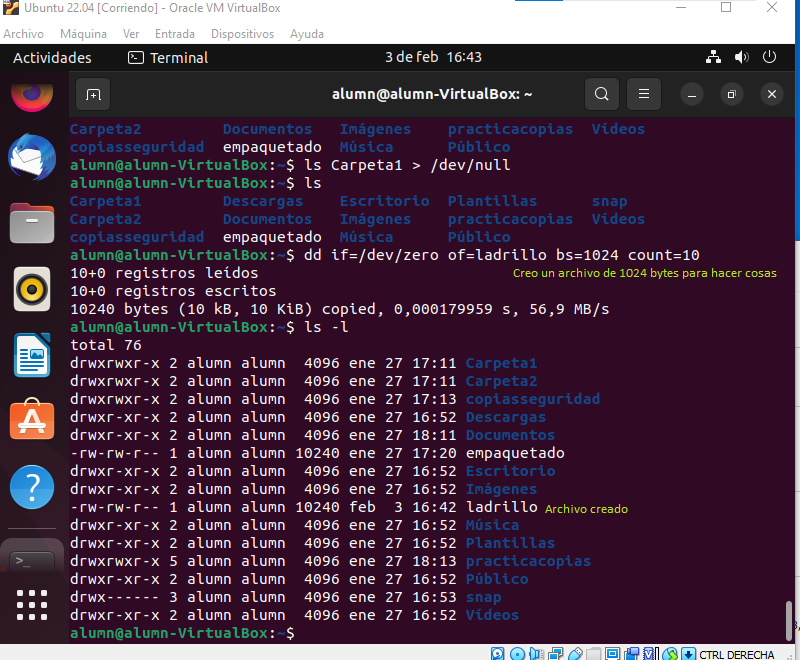 Ubuntu 22.04 [Corriendo] - Oracle VM VirtualBox
Archivo Máquina Ver Entrada Dispositivos Ayuda
Actividades Terminal 3 de feb 16:43
alumn@alumn-VirtualBox: ~
Carpeta2 Documentos Imágenes practicacopias Vídeos
copiasseguridad empaquetado Música Público
alumn@alumn-VirtualBox:~$ ls Carpeta1 > /dev/null
alumn@alumn-VirtualBox:~$ ls
Carpeta1 Descargas Escritorio Plantillas snap
Carpeta2 Documentos Imágenes practicacopias Vídeos
copiasseguridad empaquetado Música Público
alumn@alumn-VirtualBox:~$ dd if=/dev/zero of=ladrillo bs=1024 count=10
10+0 registros leídos
Creo un archivo de 1024 bytes para hacer cosas
10+0 registros escritos
10240 bytes (10 kB, 10 KiB) copied, 0,000179959 s, 56,9 MB/s
alumn@alumn-VirtualBox:~$ ls -l
total 76
drwxrwxr-x 2 alumn alumn 4096 ene 27 17:11 Carpeta1
drwxrwxr-x 2 alumn alumn 4096 ene 27 17:11 Carpeta2
drwxrwxr-x 2 alumn alumn 4096 ene 27 17:13 copiasseguridad
drwxr-xr-x 2 alumn alumn 4096 ene 27 16:52 Descargas
drwxr-xr-x 2 alumn alumn 4096 ene 27 18:11 Documentos
-rw-rw-r-- 1 alumn alumn 10240 ene 27 17:20 empaquetado
drwxr-xr-x 2 alumn alumn 4096 ene 27 16:52 Escritorio
drwxr-xr-x 2 alumn alumn 4096 ene 27 16:52 Imágenes
-rw-rw-r-- 1 alumn alumn 10240 feb 3 16:42 ladrillo Archivo creado
drwxr-xr-x 2 alumn alumn 4096 ene 27 16:52 Música
drwxr-xr-x 2 alumn alumn 4096 ene 27 16:52 Plantillas
drwxrwxr-x 5 alumn alumn 4096 ene 27 18:13 practicacopias
drwxr-xr-x 2 alumn alumn 4096 ene 27 16:52 Público
drwx------ 3 alumn alumn 4096 ene 27 16:53 snap
drwxr-xr-x 2 alumn alumn 4096 ene 27 16:52 Vídeos
alumn@alumn-VirtualBox:~$
CTRL DERECHA